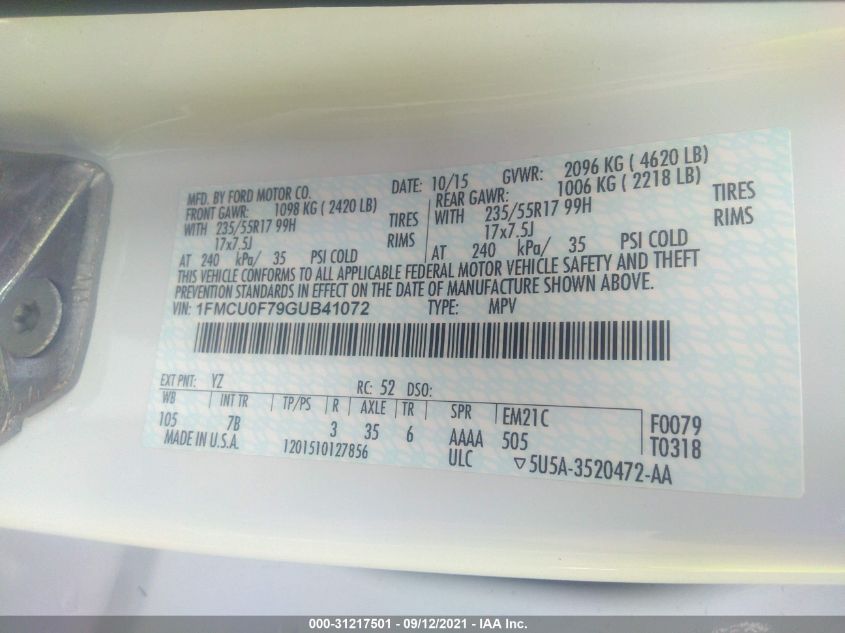 MFD. BY FORD MOTOR CO.
DATE: 10/15 GVWR: 2096 KG ( 4620 LB)
FRONT GAWR: 1098 KG ( 2420 LB)
REAR GAWR: 1006 KG ( 2218 LB)
WITH 235/55R17 99H TIRES
WITH 235/55R17 99H TIRES
17x7.5J RIMS
17x7.5J RIMS
AT 240 kPa/ 35 PSI COLD
AT 240 kPa/ 35 PSI COLD
THIS VEHICLE CONFORMS TO ALL APPLICABLE FEDERAL MOTOR VEHICLE SAFETY AND THEFT
PREVENTION STANDARDS IN EFFECT ON THE DATE OF MANUFACTURE SHOWN ABOVE.
VIN: 1FMCU0F79GUB41072 TYPE: MPV
EXT PNT: YZ RC: 52 DSO:
WB INT TR TP/PS R AXLE TR SPR EM21C F0079
105 7B 3 35 6 AAAA 505 T0318
MADE IN U.S.A. 1201510127856 ULC ▽5U5A-3520472-AA
000-31217501 - 09/12/2021 - IAA Inc.